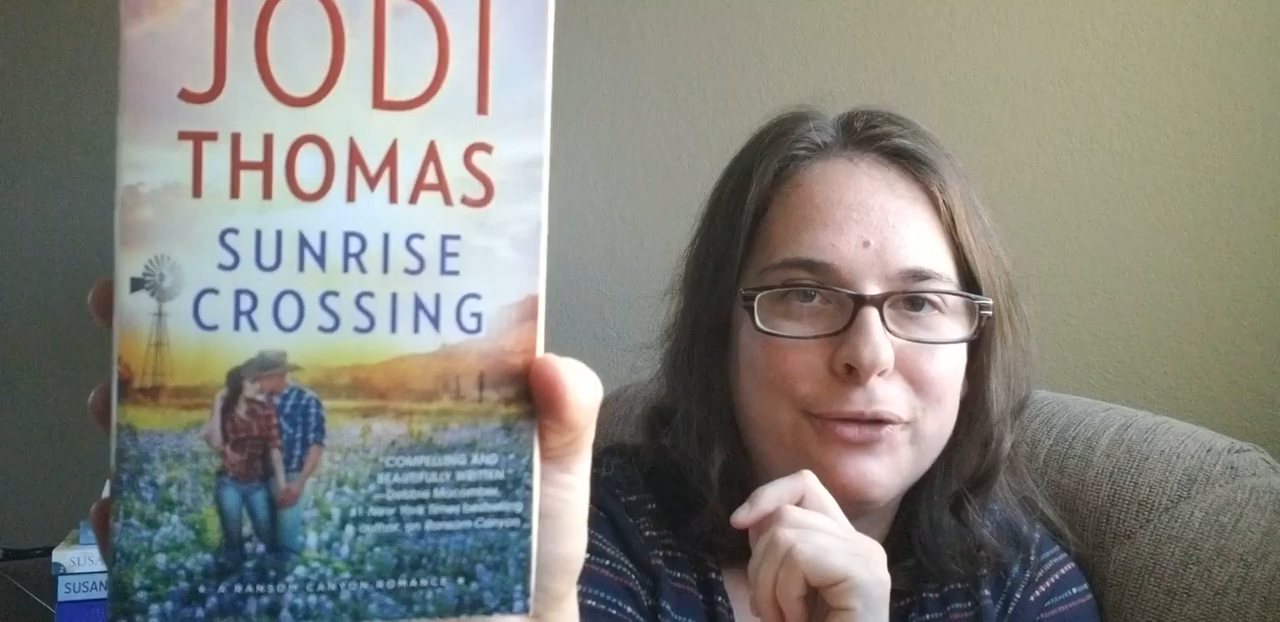 JODI
THOMAS
SUNRISE
CROSSING
"COMPELLING AND
BEAUTIFULLY WRITTEN."
—Debbie Macomber,
#1 New York Times bestselling
author, on Ransom Canyon
★ A RANSOM CANYON ROMANCE ★
SUSA
SUSAN